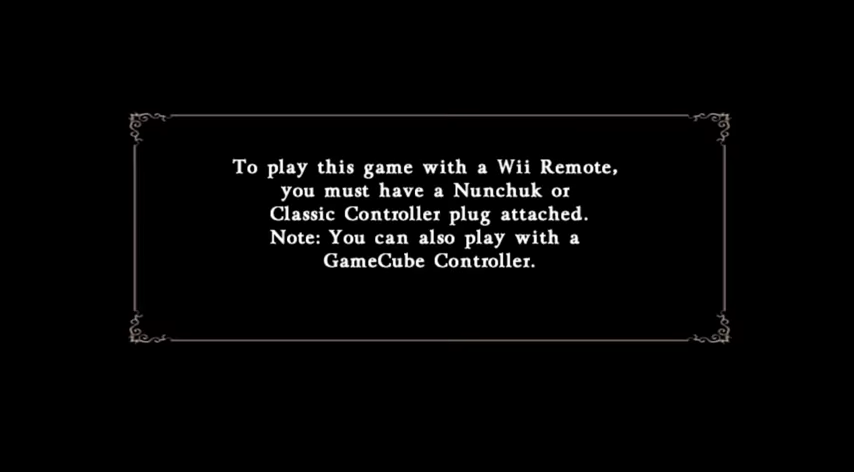 To play this game with a Wii Remote,
you must have a Nunchuk or
Classic Controller plug attached.
Note: You can also play with a
GameCube Controller.